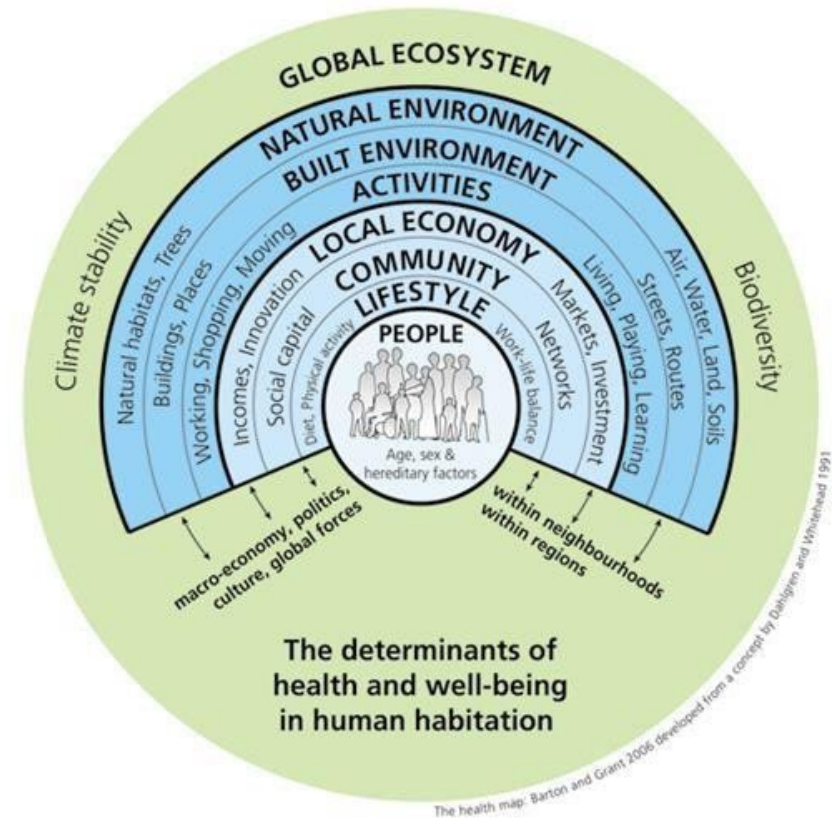 GLOBAL ECOSYSTEM
NATURAL ENVIRONMENT
BUILT ENVIRONMENT
ACTIVITIES
LOCAL ECONOMY
COMMUNITY
LIFESTYLE
PEOPLE
Age, sex &
hereditary factors
Climate stability
Natural habitats, Trees
Buildings, Places
Working, Shopping, Moving
Incomes, Innovation
Social capital
Diet, Physical activity
Work-life balance
Networks
Markets, Investment
Living, Playing, Learning
Streets, Routes
Air, Water, Land, Soils
Biodiversity
macro-economy, politics,
culture, global forces
within neighbourhoods
within regions
The determinants of
health and well-being
in human habitation
The health map: Barton and Grant 2006 developed from a concept by Dahlgren and Whitehead 1991